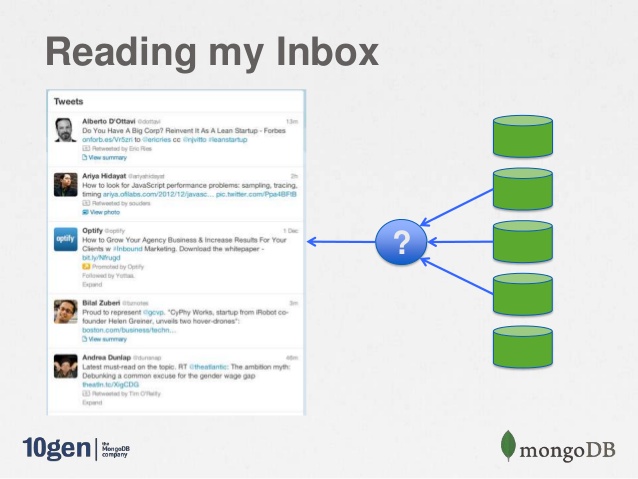 Reading my Inbox
Tweets
Alberto D'Ottavi @dottavi 13m
Do You Have A Big Corp? Reinvent It As A Lean Startup - Forbes
onforb.es/Vr5zri to @ericries cc @njvitto #leanstartup
Retweeted by Eric Ries
View summary
Ariya Hidayat @ariyahidayat 2h
How to look for JavaScript performance problems: sampling, tracing,
timing ariya.ofilabs.com/2012/12/javasc... pic.twitter.com/Ppa4BFtB
Retweeted by souders
View photo
optify
Optify @optify 1 Dec
How to Grow Your Agency Business & Increase Results For Your
Clients w #Inbound Marketing. Download the whitepaper -
bit.ly/Nfrugd
Promoted by Optify
Followed by Yottaa.
Expand
Bilal Zuberi 3m
Proud to represent @gcvp. "CyPhy Works, startup from iRobot co-
founder Helen Greiner, unveils two hover-drones":
boston.com/business/techn...
View summary
Andrea Dunlap 46m
Latest must-read on the topic. RT @theatlantic: The ambition myth:
Debunking a common excuse for the gender wage gap
theatln.tc/XigCDG
Retweeted by Tim O'Reilly
Expand
?
10gen the MongoDB company
mongoDB